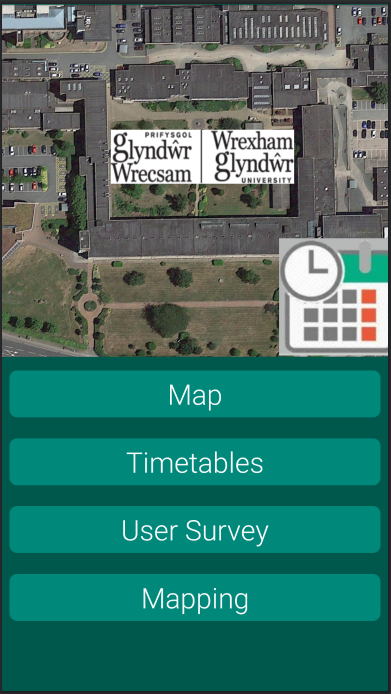 PRIFYSGOL
glyndŵr
Wrecsam
Wrexham
glyndŵr
UNIVERSITY
Map
Timetables
User Survey
Mapping